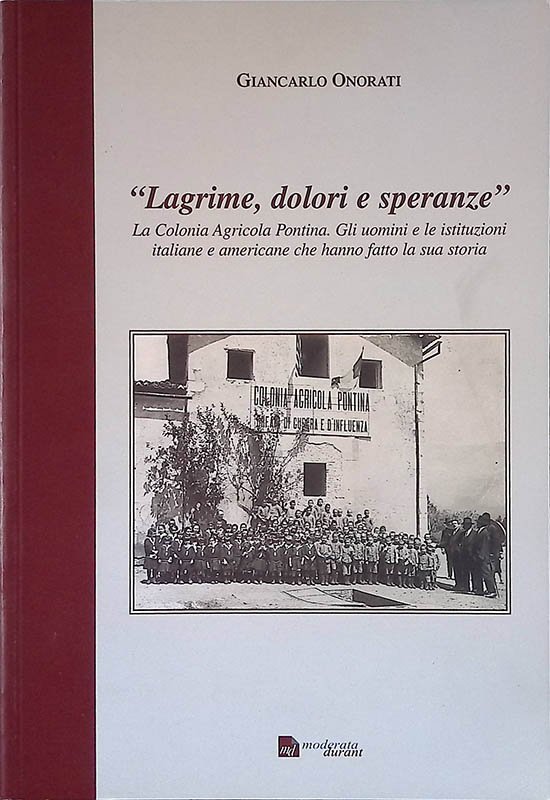 GIANCARLO ONORATI
“Lagrime, dolori e speranze”
La Colonia Agricola Pontina. Gli uomini e le istituzioni
italiane e americane che hanno fatto la sua storia
COLONIA AGRICOLA PONTINA
ORFANI DI GUERRA E D'INFLUENZA
md moderata
durant